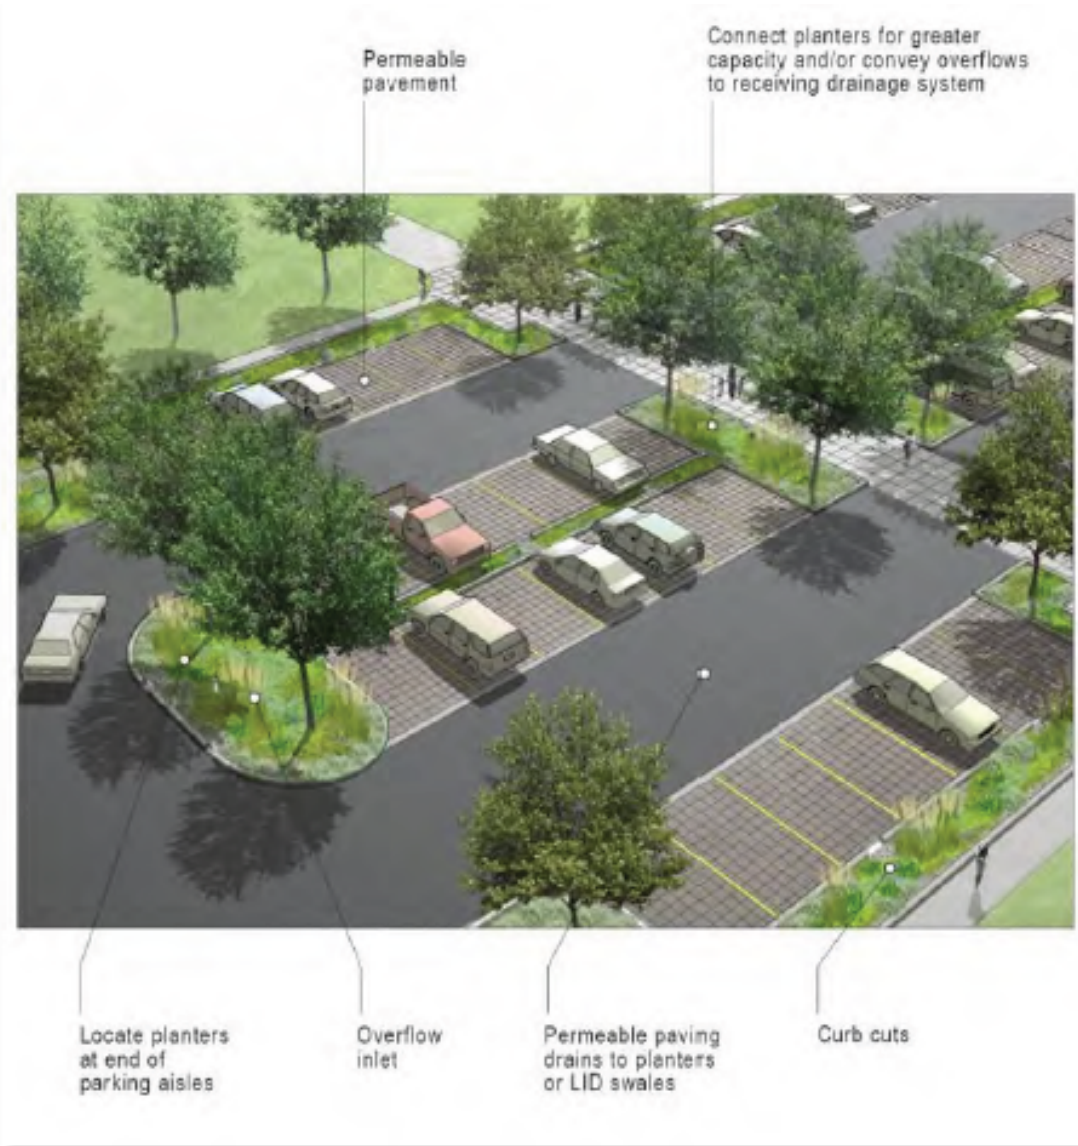 Permeable
pavement
Connect planters for greater
capacity and/or convey overflows
to receiving drainage system
Locate planters
at end of
parking aisles
Overflow
inlet
Permeable paving
drains to planters
or LID swales
Curb cuts